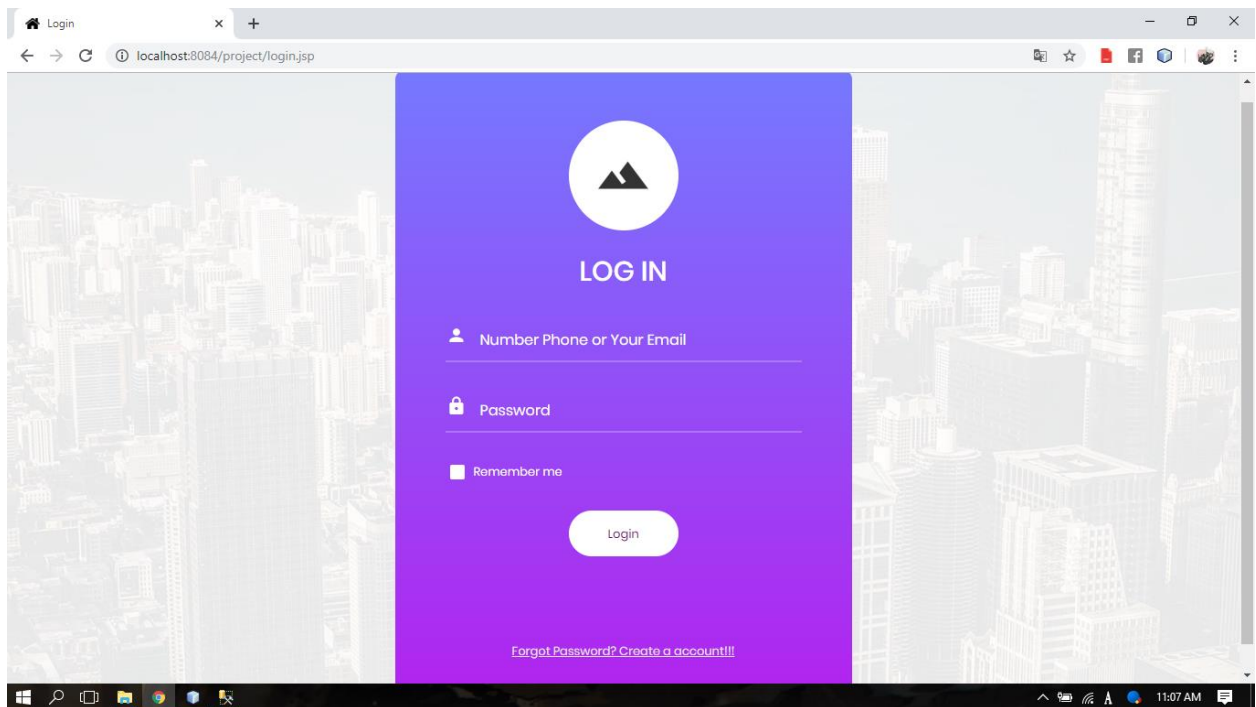 Login
localhost:8084/project/login.jsp
LOG IN
Number Phone or Your Email
Password
Remember me
Login
Forgot Password? Create a account!!!
A
11:07 AM